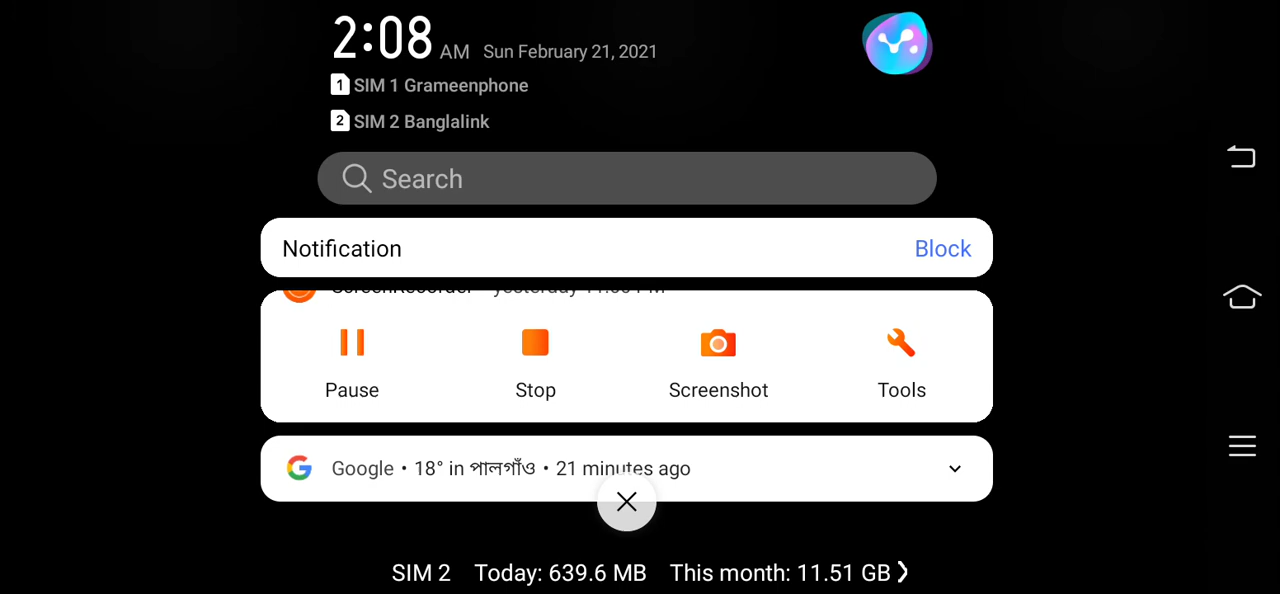 2:08 AM Sun February 21, 2021
1 SIM 1 Grameenphone
2 SIM 2 Banglalink
Search
Notification Block
ScreenRecorder yesterday
Pause Stop Screenshot Tools
Google • 18° in পালগাঁও • 21 minutes ago
SIM 2 Today: 639.6 MB This month: 11.51 GB